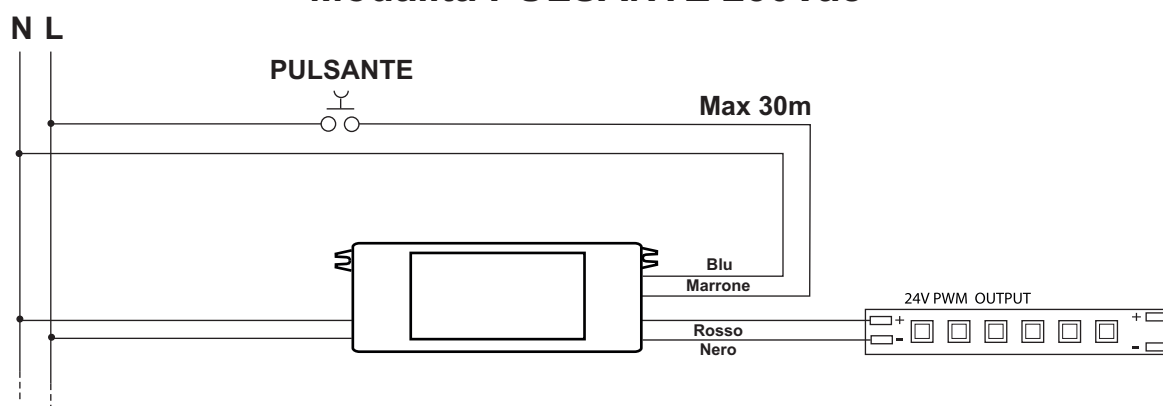 N L
PULSANTE
Max 30m
Blu
Marrone
24V PWM OUTPUT
+
+
Rosso
-
-
Nero